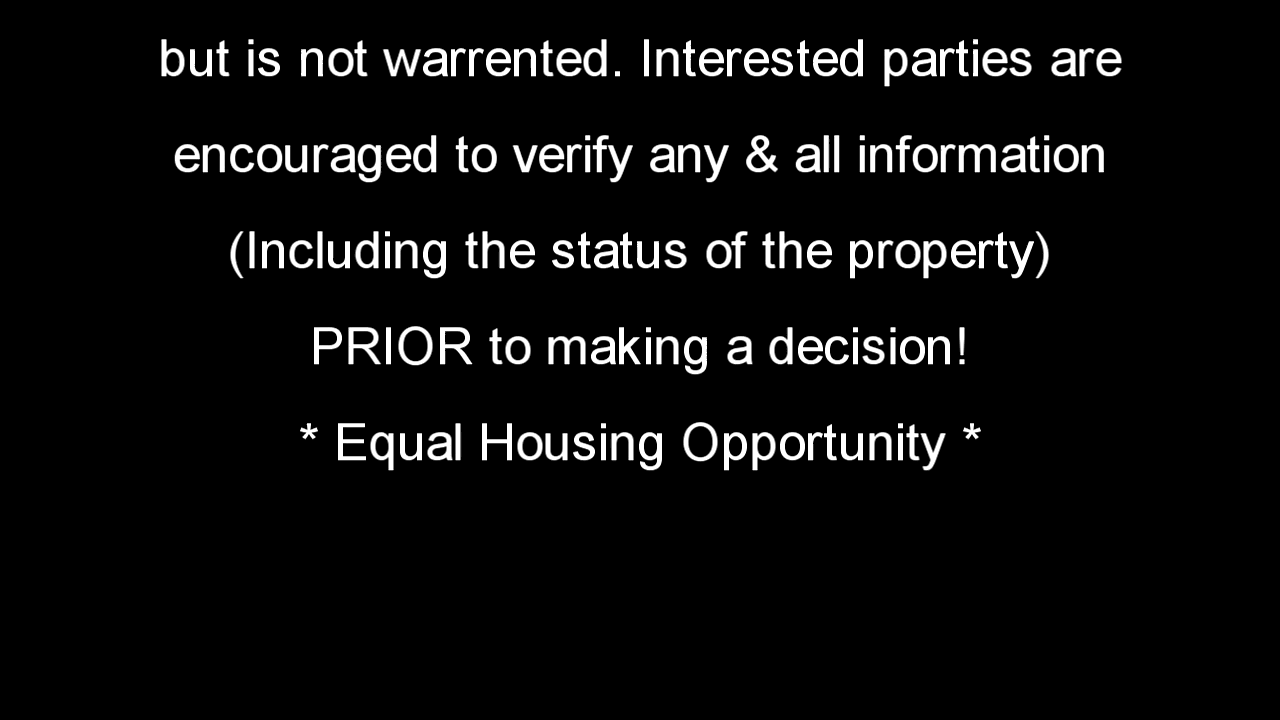 but is not warrented. Interested parties are
encouraged to verify any & all information
(Including the status of the property)
PRIOR to making a decision!
* Equal Housing Opportunity *